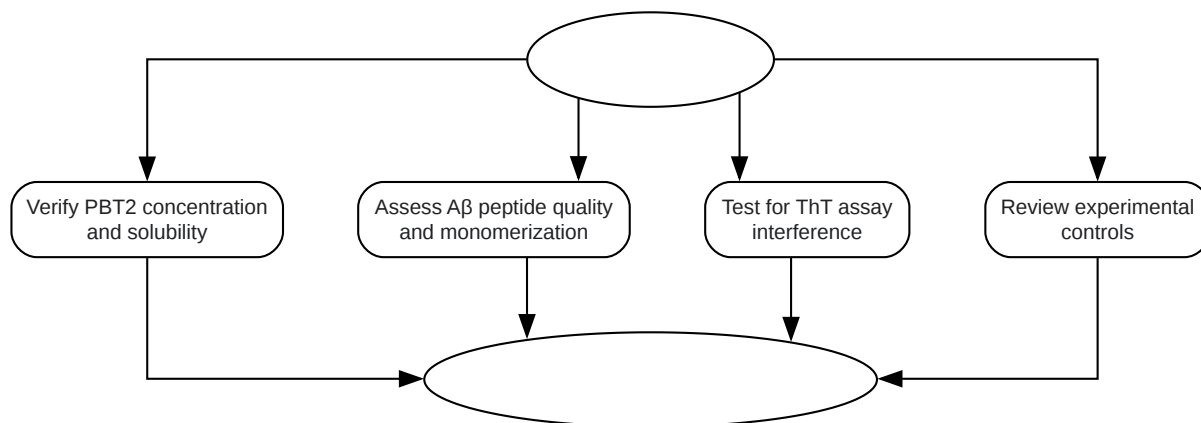 Verify PBT2 concentration
and solubility
Assess Aβ peptide quality
and monomerization
Test for ThT assay
interference
Review experimental
controls